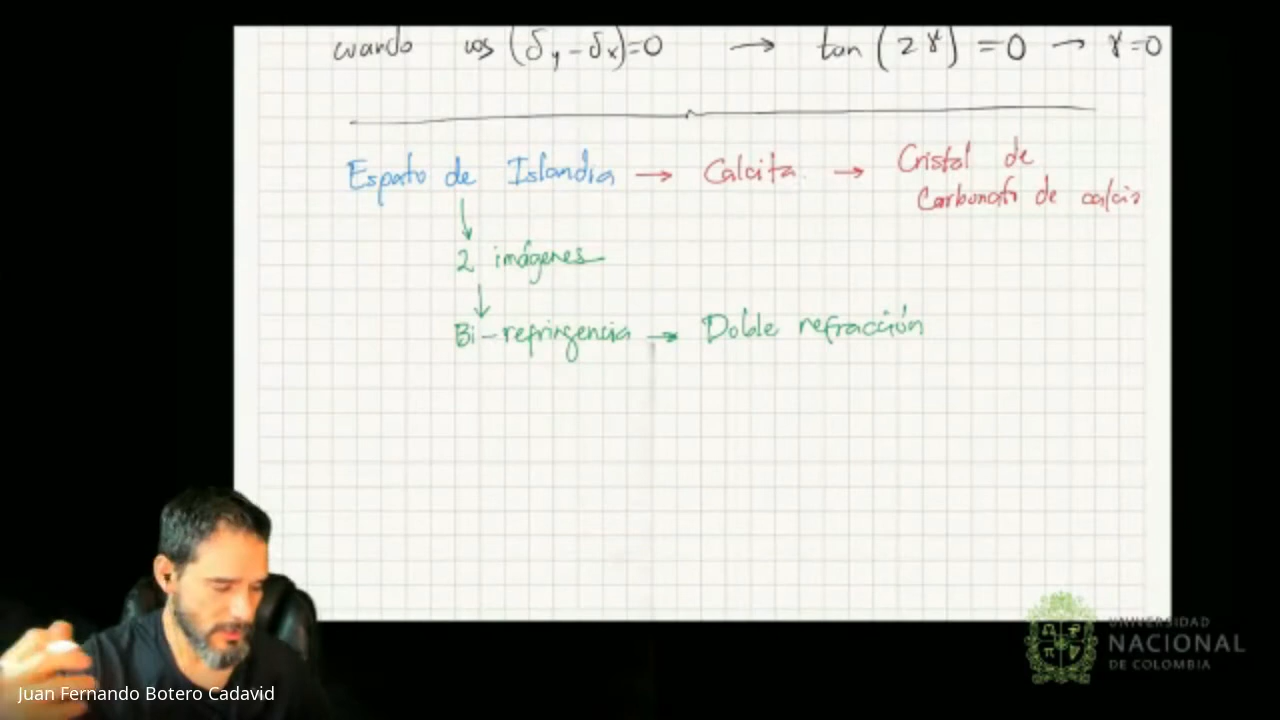 cuando cos (δy - δx)=0 → tan (2γ) = 0 → γ=0
Espato de Islandia → Calcita → Cristal de
Carbonato de calcio
2 imágenes
Bi-refringencia → Doble refracción
UNIVERSIDAD
NACIONAL
DE COLOMBIA
Juan Fernando Botero Cadavid